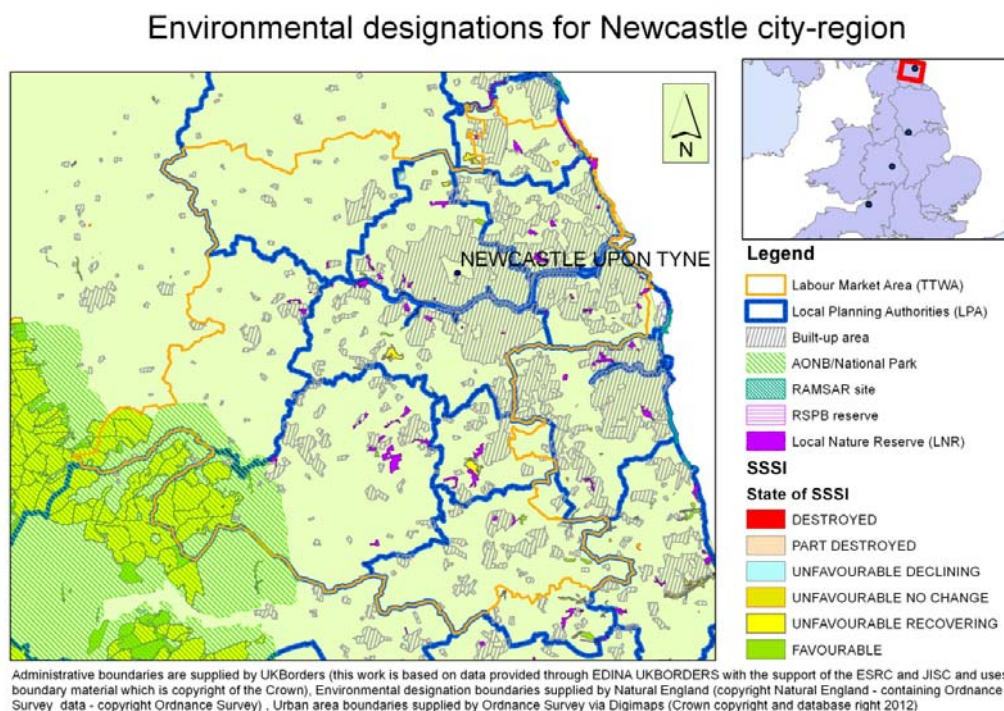 Environmental designations for Newcastle city-region
N
NEWCASTLE UPON TYNE
Legend
Labour Market Area (TTWA)
Local Planning Authorities (LPA)
Built-up area
AONB/National Park
RAMSAR site
RSPB reserve
Local Nature Reserve (LNR)
SSSI
State of SSSI
DESTROYED
PART DESTROYED
UNFAVOURABLE DECLINING
UNFAVOURABLE NO CHANGE
UNFAVOURABLE RECOVERING
FAVOURABLE
Administrative boundaries are supplied by UKBorders (this work is based on data provided through EDINA UKBORDERS with the support of the ESRC and JISC and uses
boundary material which is copyright of the Crown), Environmental designation boundaries supplied by Natural England (copyright Natural England - containing Ordnance
Survey data - copyright Ordnance Survey) , Urban area boundaries supplied by Ordnance Survey via Digimaps (Crown copyright and database right 2012)